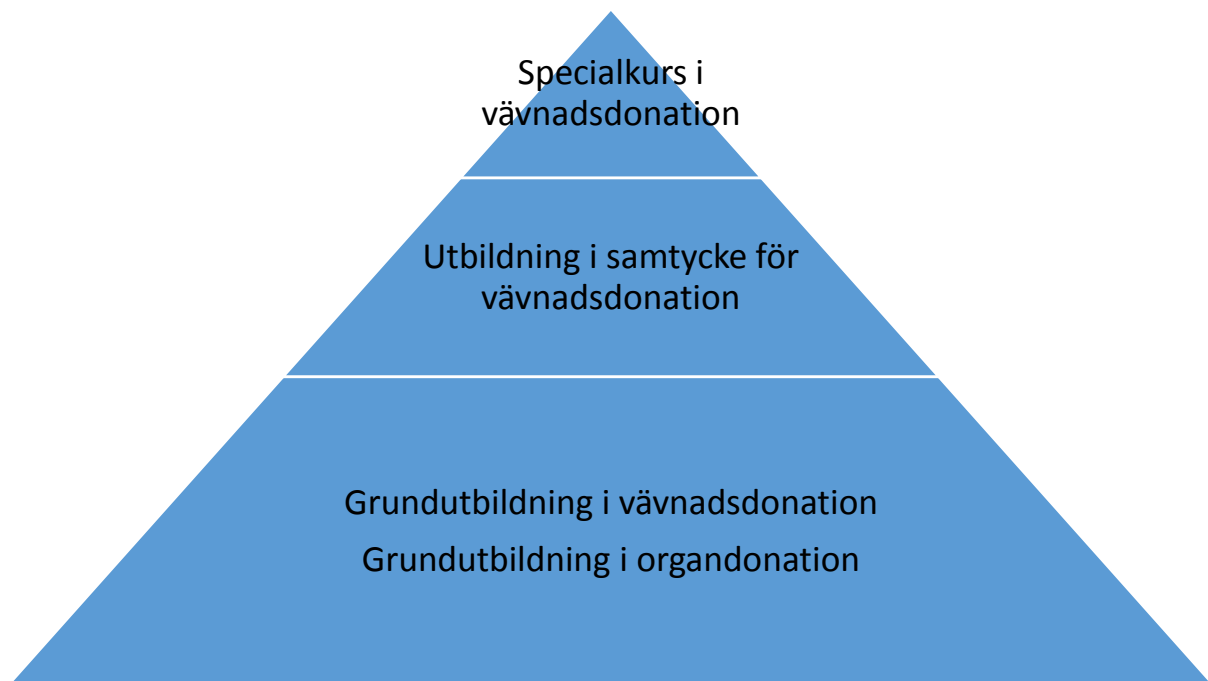 Specialkurs i
vävnadsdonation
Utbildning i samtycke för
vävnadsdonation
Grundutbildning i vävnadsdonation
Grundutbildning i organdonation